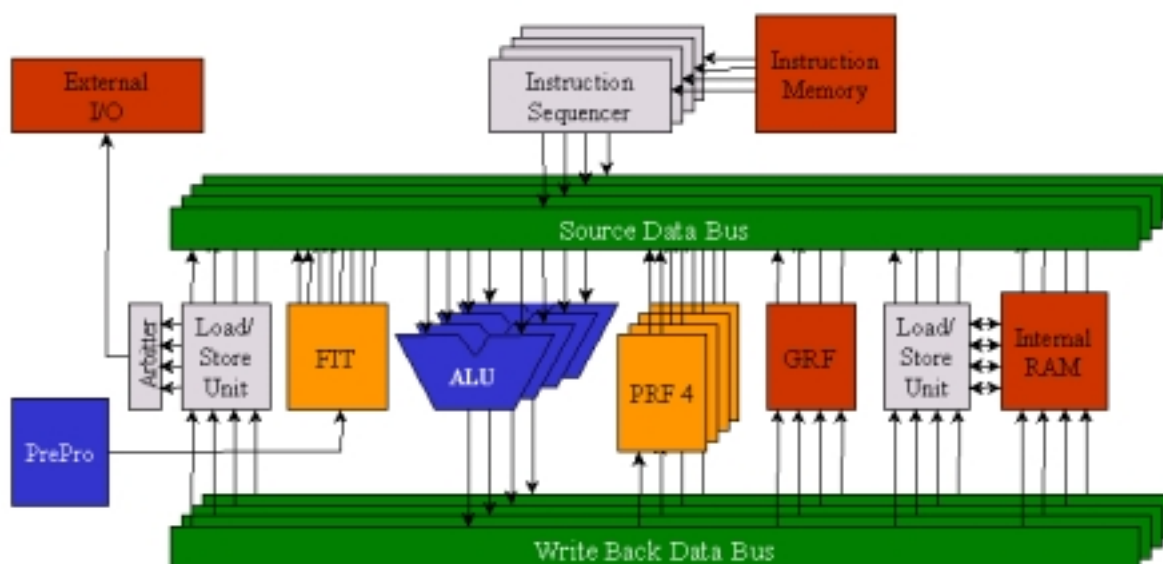 External
I/O
Instruction
Sequencer
Instruction
Memory
Source Data Bus
Arbitter
Load/
Store
Unit
FIT
ALU
PRF 4
GRF
Load/
Store
Unit
Internal
RAM
PrePro
Write Back Data Bus